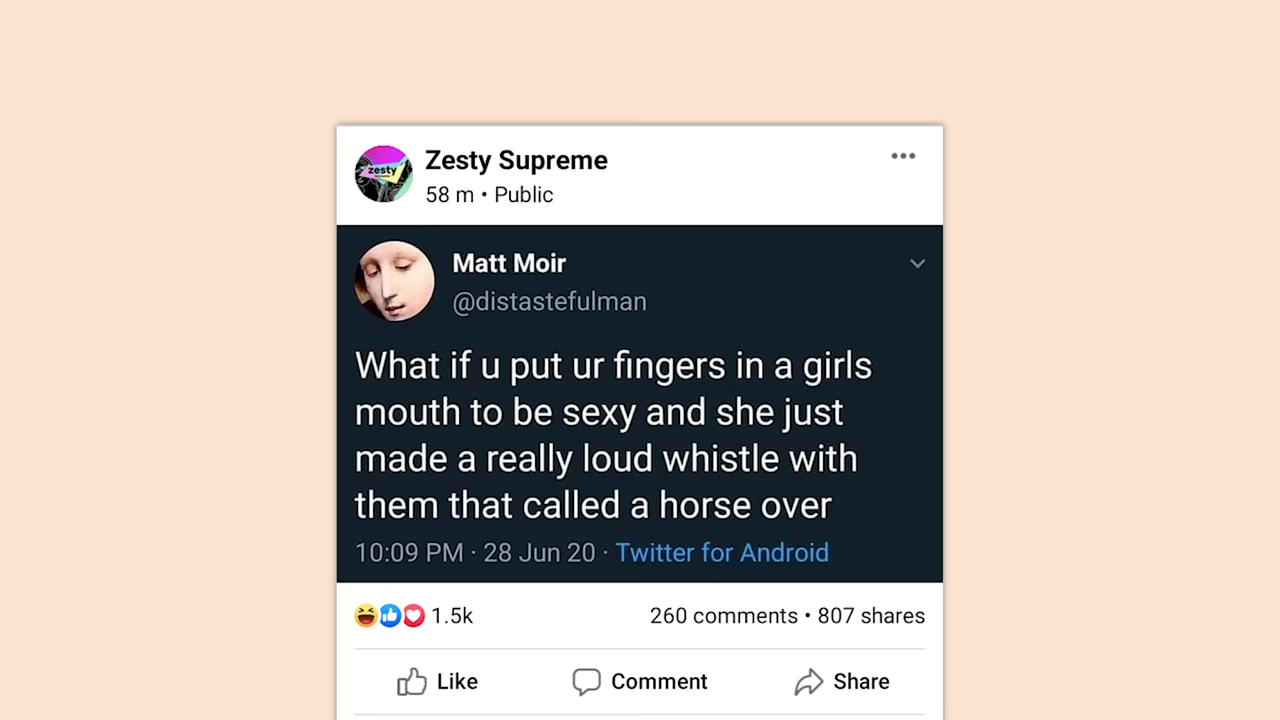 zesty
Zesty Supreme
58 m • Public
Matt Moir
@distastefulman
What if u put ur fingers in a girls
mouth to be sexy and she just
made a really loud whistle with
them that called a horse over
10:09 PM · 28 Jun 20 · Twitter for Android
1.5k
260 comments • 807 shares
Like
Comment
Share